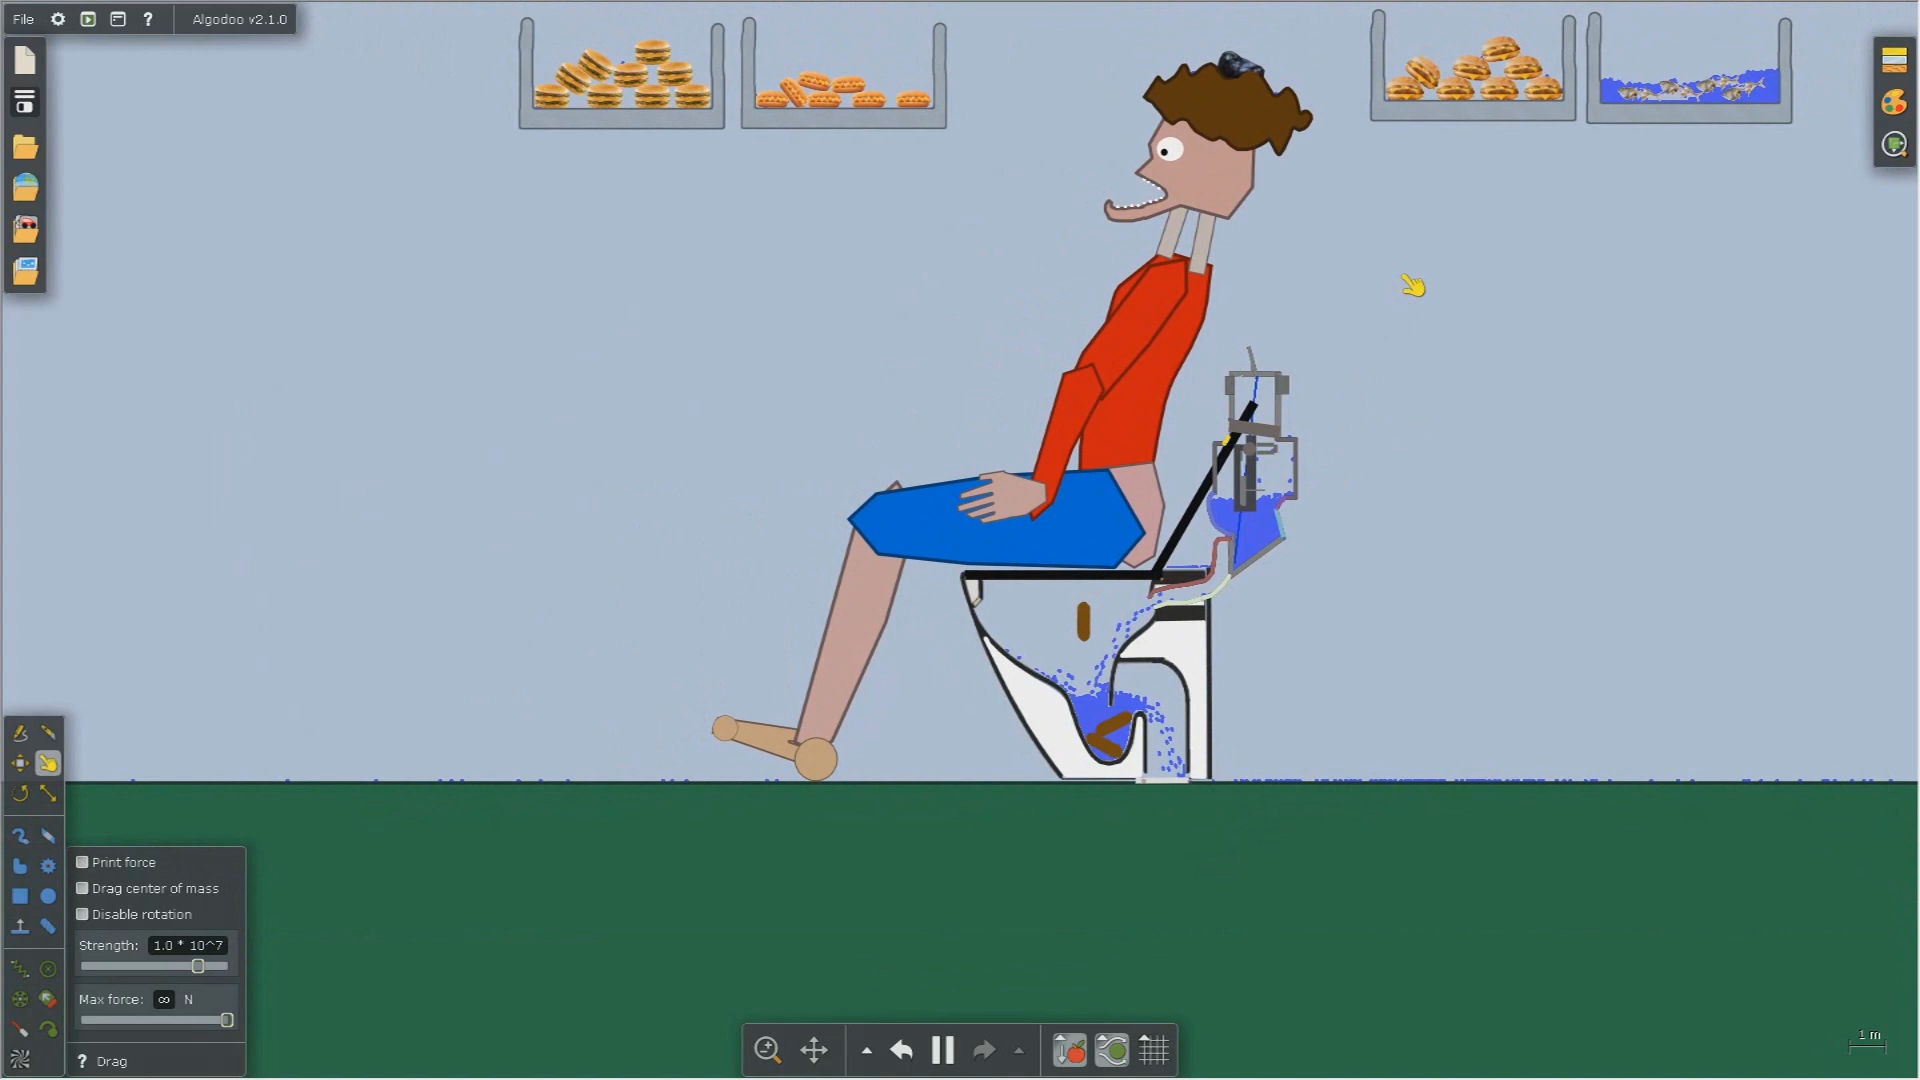 File ? Algodoo v2.1.0
Print force
Drag center of mass
Disable rotation
Strength: 1.0 * 10^7
Max force: ∞ N
? Drag
1 m